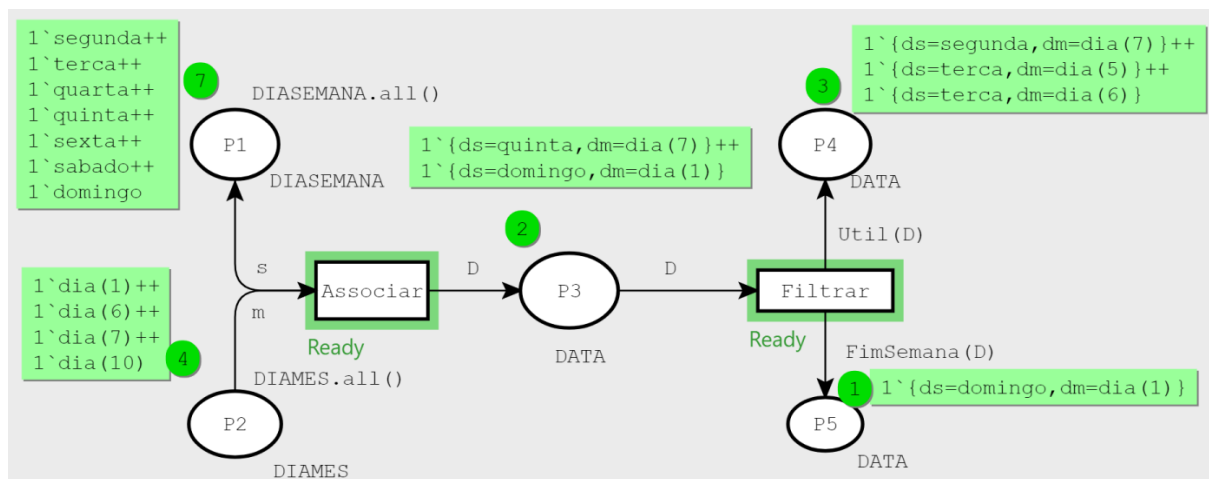 1`segunda++
1`terca++
1`quarta++
1`quinta++
1`sexta++
1`sabado++
1`domingo
7
DIASEMANA.all()
P1
DIASEMANA
1`{ds=quinta,dm=dia(7)}++
1`{ds=domingo,dm=dia(1)}
2
1`{ds=segunda,dm=dia(7)}++
1`{ds=terca,dm=dia(5)}++
1`{ds=terca,dm=dia(6)}
3
P4
DATA
Util(D)
1`dia(1)++
1`dia(6)++
1`dia(7)++
1`dia(10)
4
s
m
Associar
Ready
D
P3
DATA
D
Filtrar
Ready
FimSemana(D)
DIAMES.all()
P2
DIAMES
1
1`{ds=domingo,dm=dia(1)}
P5
DATA